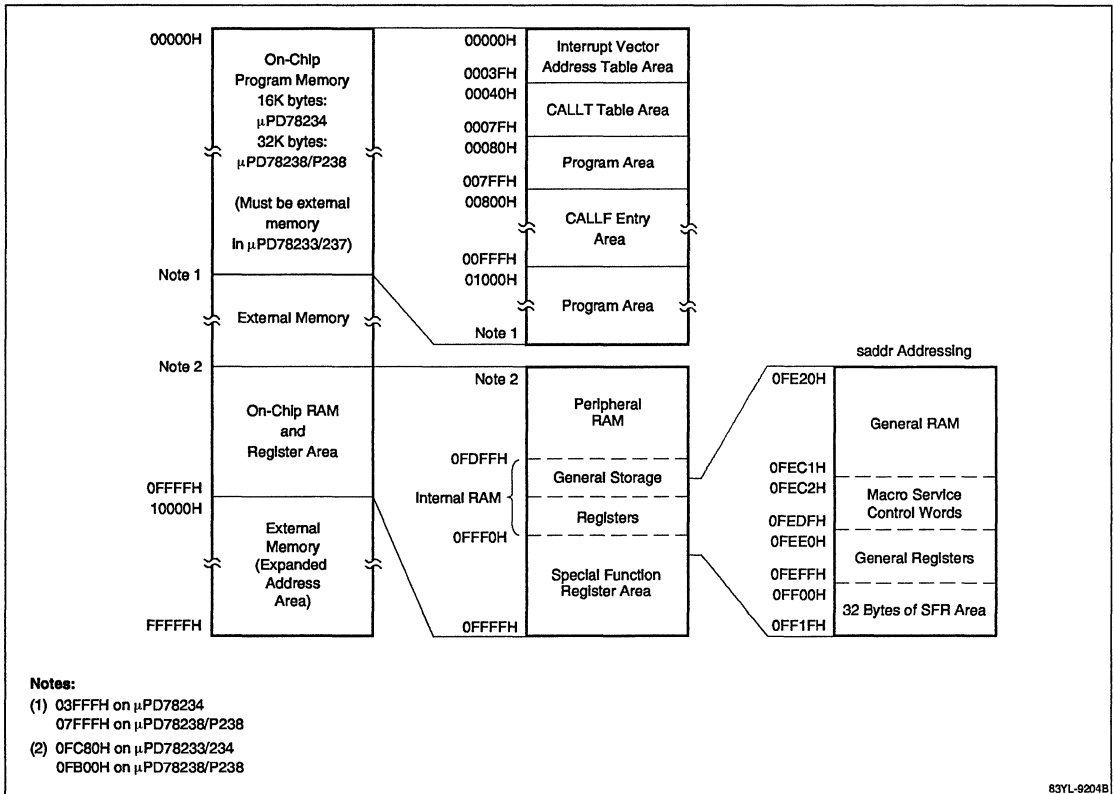 00000H
On-Chip
Program Memory
16K bytes:
μPD78234
32K bytes:
μPD78238/P238
(Must be external
memory
in μPD78233/237)
Note 1
External Memory
Note 2
On-Chip RAM
and
Register Area
0FFFFH
10000H
External
Memory
(Expanded
Address
Area)
FFFFFH
00000H
Interrupt Vector
Address Table Area
0003FH
00040H
CALLT Table Area
0007FH
00080H
Program Area
007FFH
00800H
CALLF Entry
Area
00FFFH
01000H
Program Area
Note 1
Note 2
Peripheral
RAM
0FDFFH
General Storage
Internal RAM
Registers
0FFF0H
Special Function
Register Area
0FFFFH
saddr Addressing
0FE20H
General RAM
0FEC1H
0FEC2H
Macro Service
Control Words
0FEDFH
0FEE0H
General Registers
0FEFFH
0FF00H
32 Bytes of SFR Area
0FF1FH
Notes:
(1) 03FFFH on μPD78234
07FFFH on μPD78238/P238
(2) 0FC80H on μPD78233/234
0FB00H on μPD78238/P238
83YL-9204B